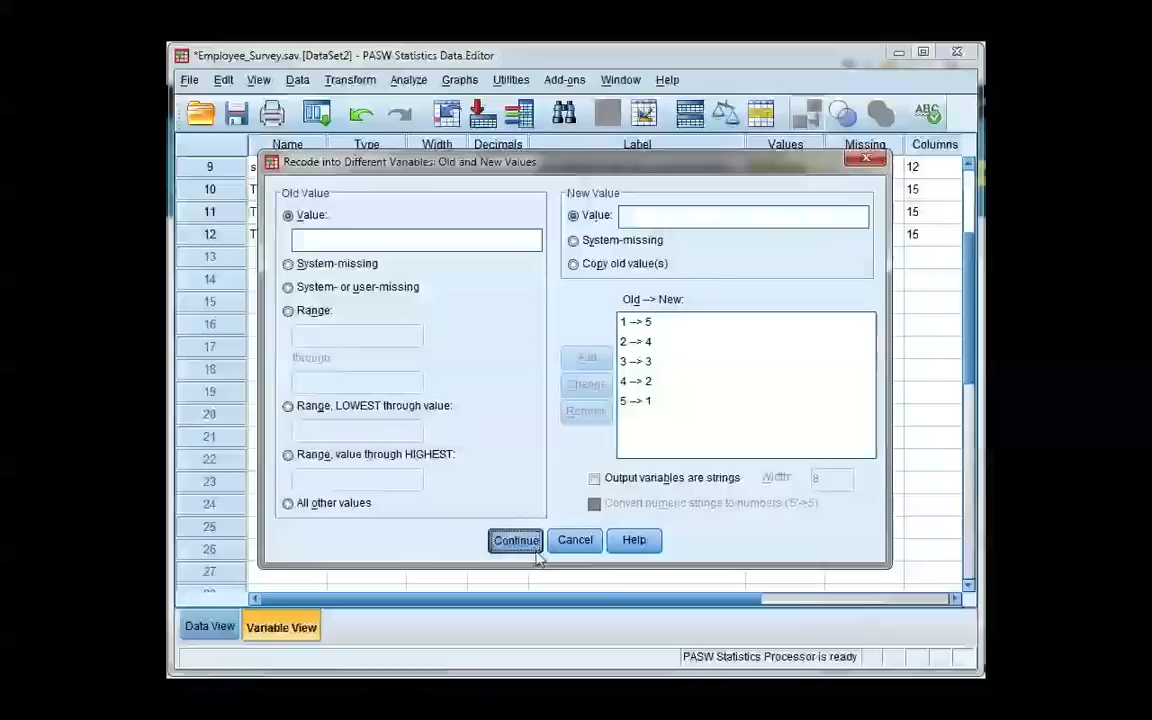 *Employee_Survey.sav [DataSet2] - PASW Statistics Data Editor
File Edit View Data Transform Analyze Graphs Utilities Add-ons Window Help
ABC
Name Type Width Decimals Label Values Missing Columns
Recode into Different Variables: Old and New Values
9 s 12
10 T 15
11 T 15
12 T 15
13
14
15
16
17
18
19
20
21
22
23
24
25
26
27
Old Value
Value:
System-missing
System- or user-missing
Range:
through
Range, LOWEST through value:
Range, value through HIGHEST:
All other values
New Value
Value:
System-missing
Copy old value(s)
Old --> New:
1 --> 5
2 --> 4
3 --> 3
4 --> 2
5 --> 1
Add
Change
Remove
Output variables are strings Width: 8
Convert numeric strings to numbers ('5'->5)
Continue Cancel Help
Data View Variable View
PASW Statistics Processor is ready